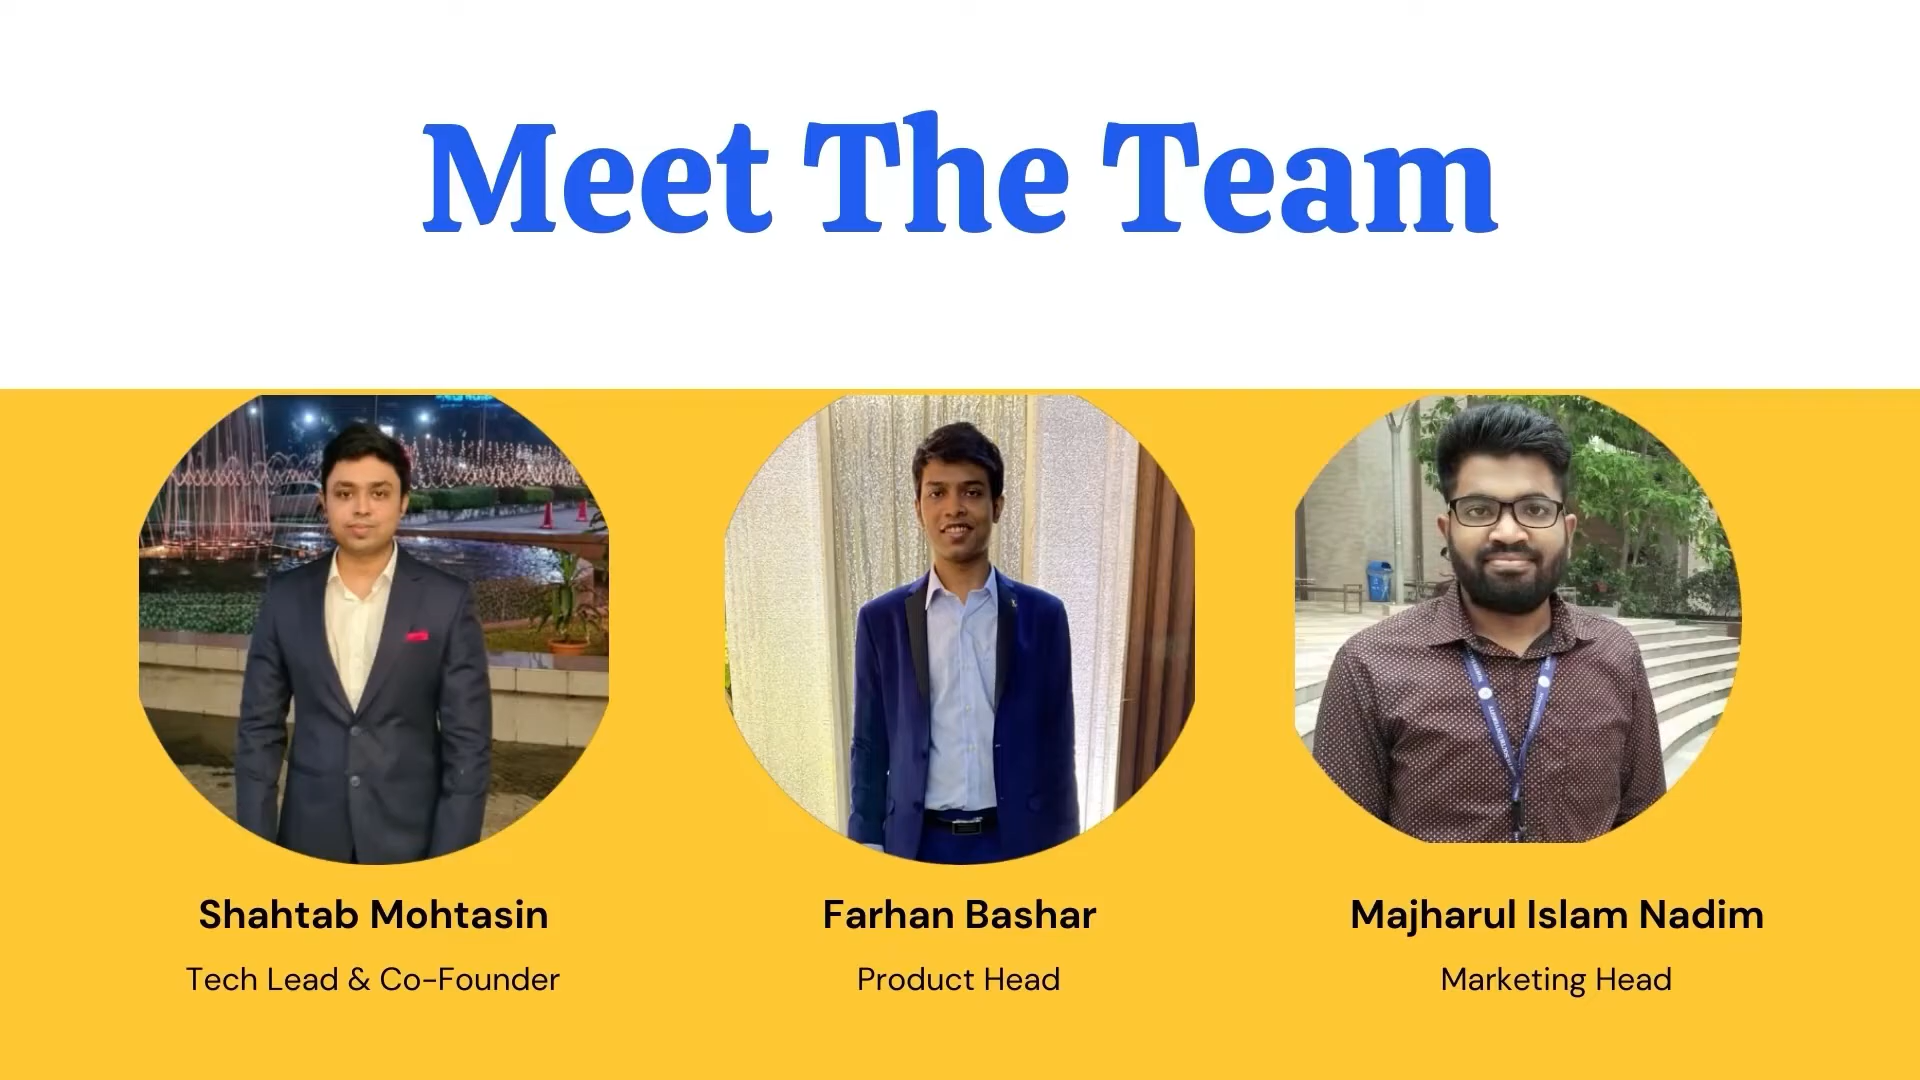 Meet The Team
Shahtab Mohtasin
Tech Lead & Co-Founder
Farhan Bashar
Product Head
Majharul Islam Nadim
Marketing Head